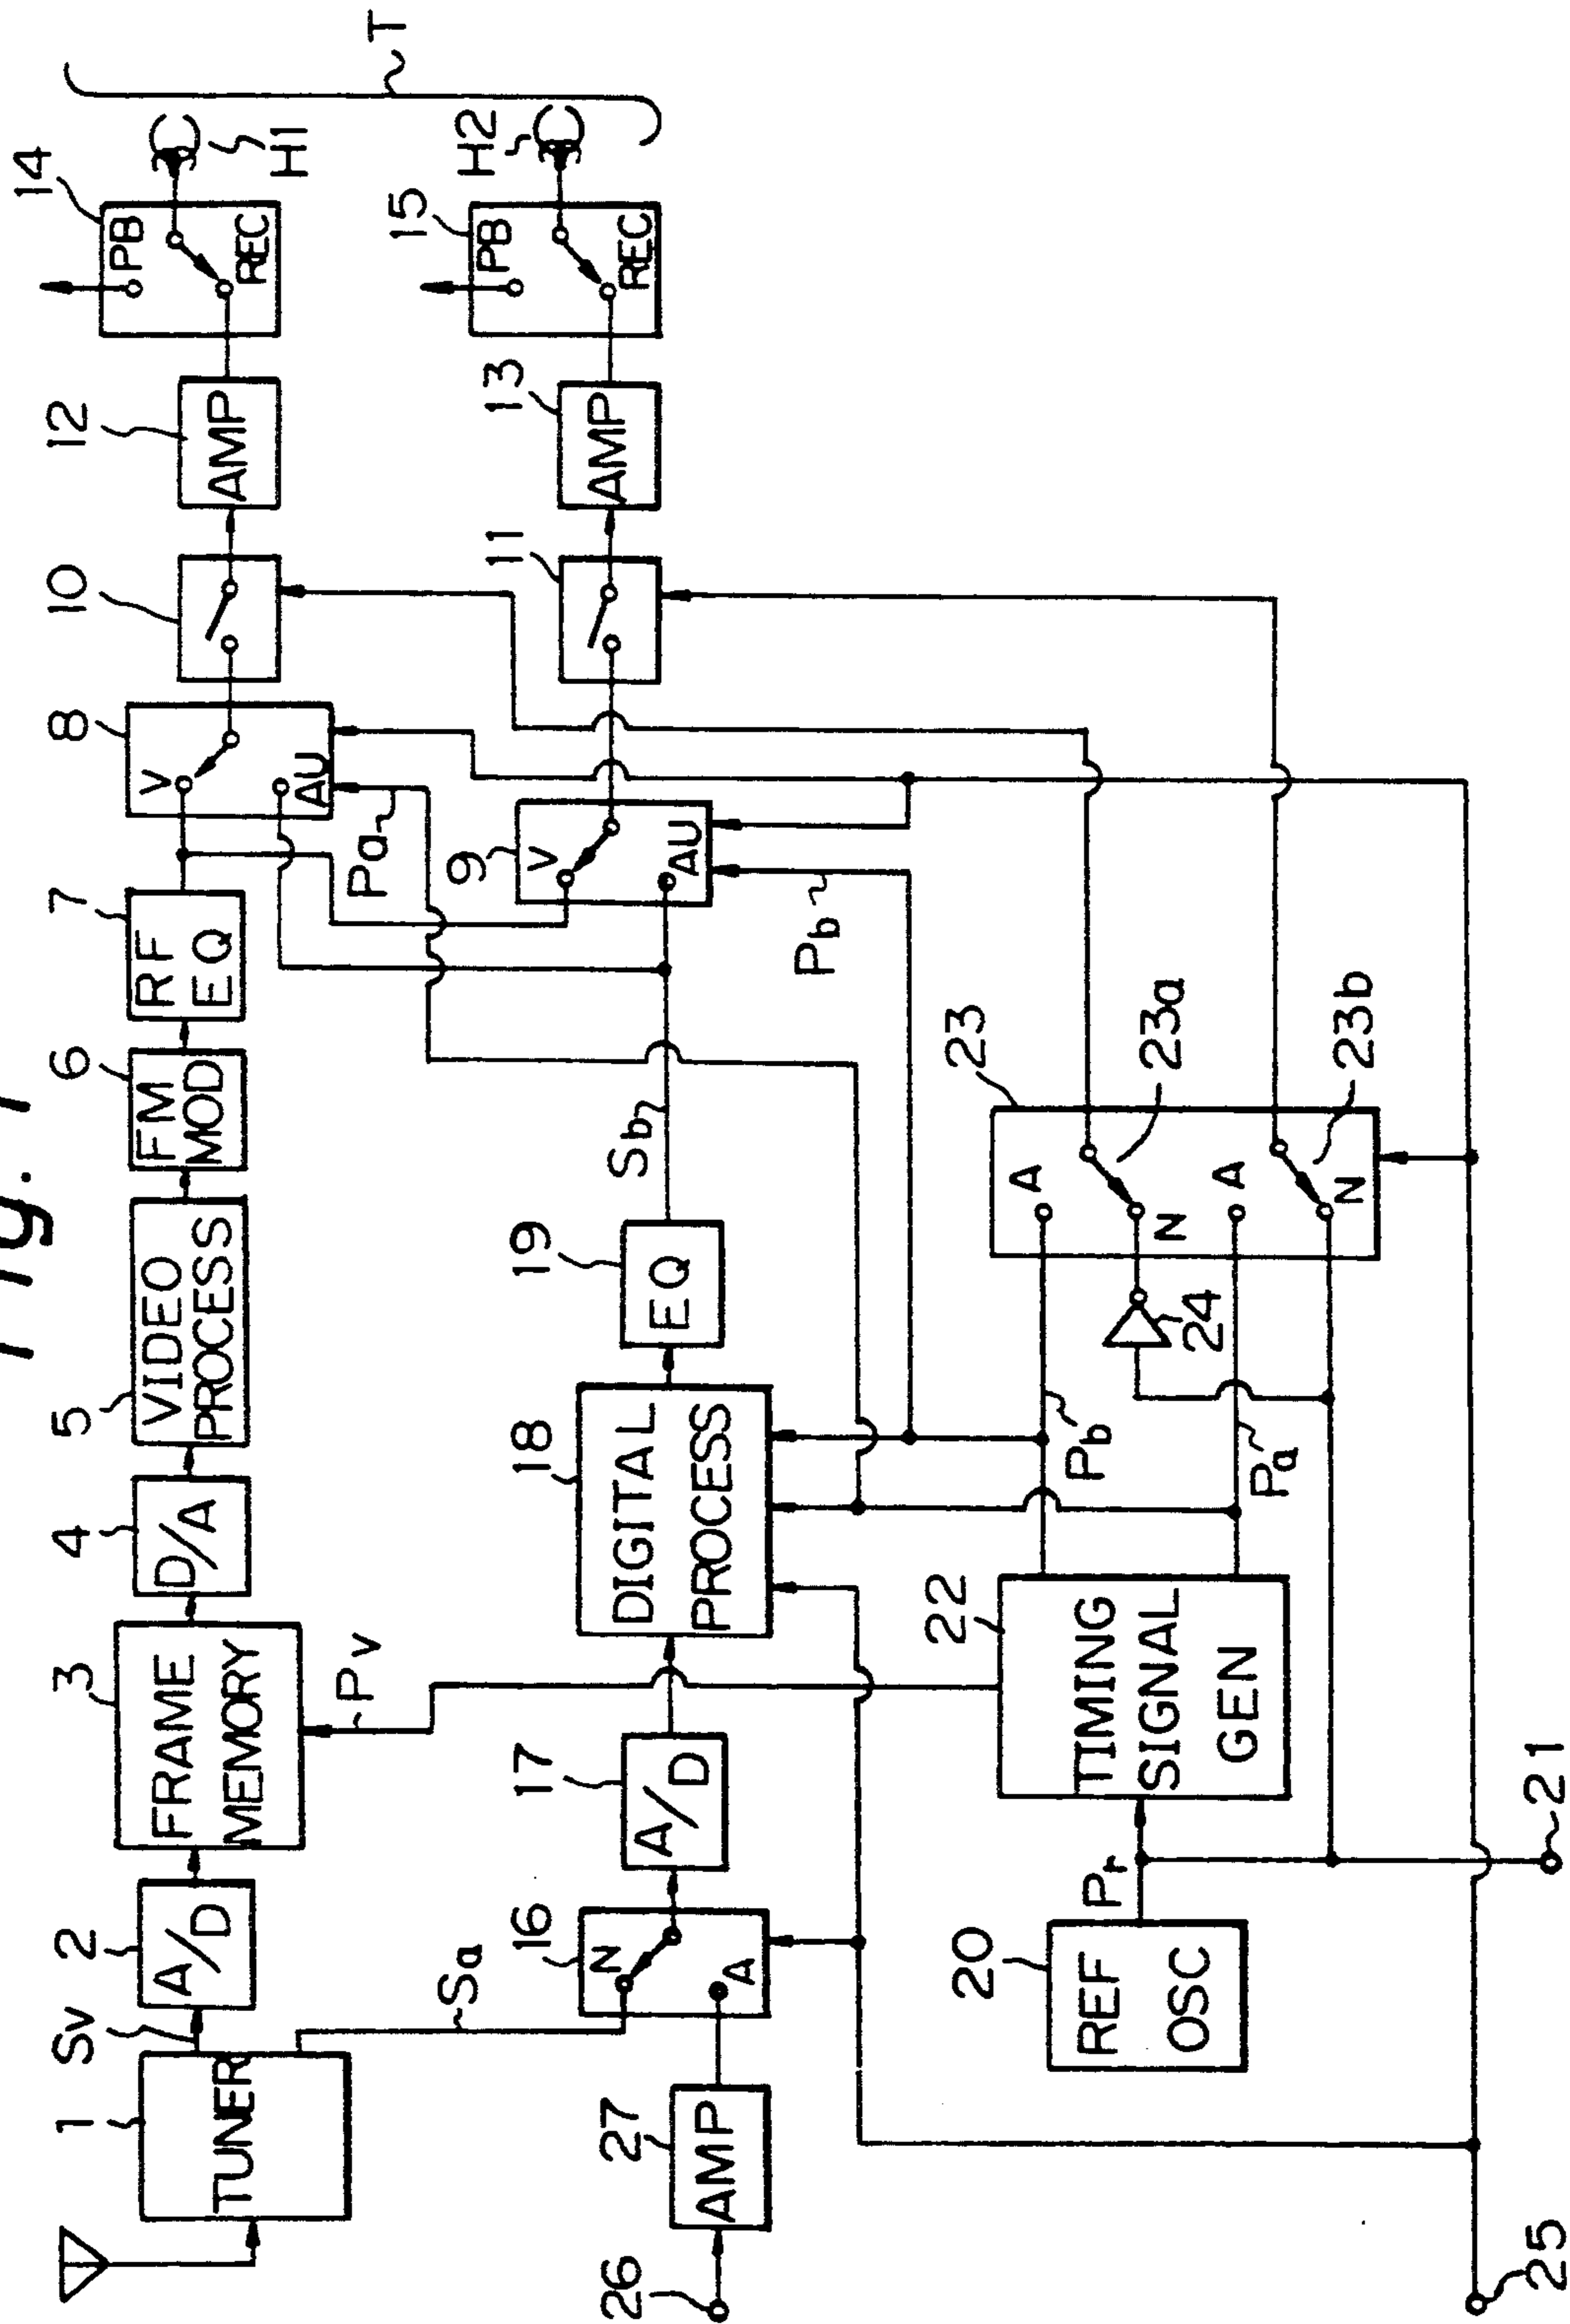 Fig. 1
1
TUNER
Sv
2
A/D
3
FRAME
MEMORY
Pv
4
D/A
5
VIDEO
PROCESS
6
FM
MOD
7
RF
EQ
8
V
AU
Pa
10
12
AMP
14
PB
REC
H1
T
Sa
16
N
A
17
A/D
18
DIGITAL
PROCESS
19
EQ
Sb
9
V
AU
Pb
11
13
AMP
15
PB
REC
H2
26
27
AMP
20
REF
OSC
Pr
21
22
TIMING
SIGNAL
GEN
Pb
Pa
24
23
A
N
23a
A
N
23b
25